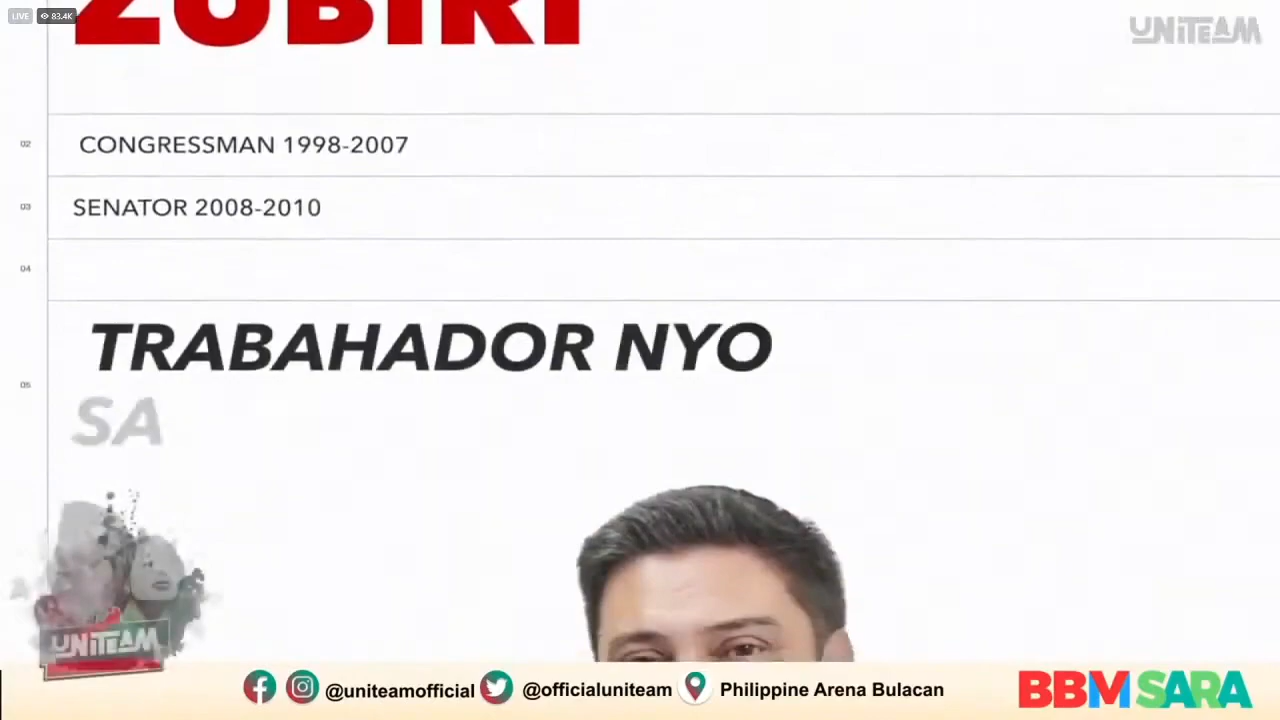 LIVE 83.4K
ZUBIRI
UNITEAM
02 CONGRESSMAN 1998-2007
03 SENATOR 2008-2010
04
TRABAHADOR NYO
05
SA
UNITEAM
@uniteamofficial @officialuniteam Philippine Arena Bulacan BBM SARA